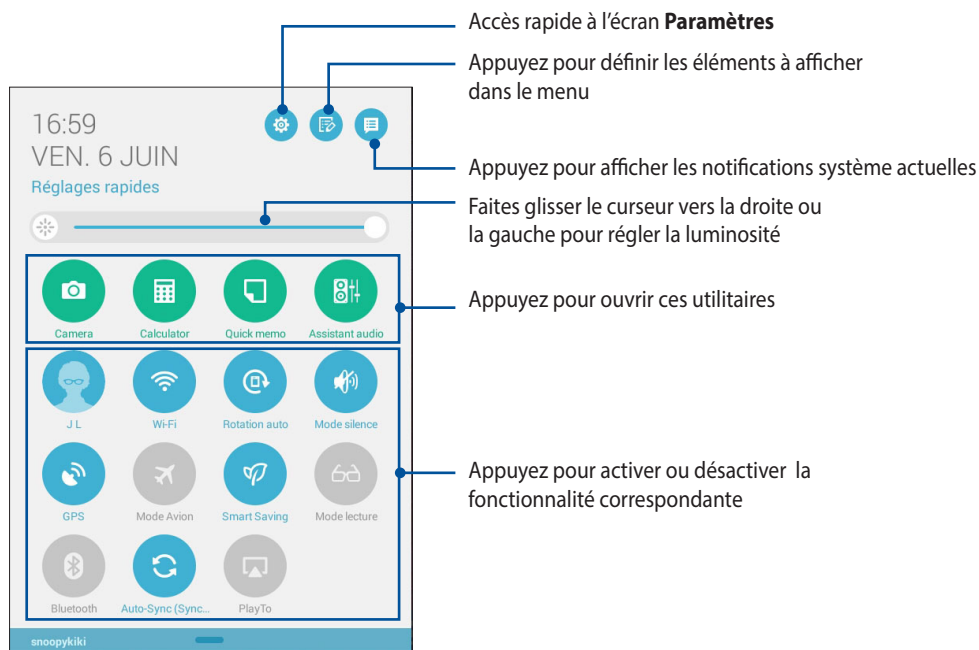 Accès rapide à l'écran Paramètres
Appuyez pour définir les éléments à afficher
dans le menu
16:59
VEN. 6 JUIN
Réglages rapides
Appuyez pour afficher les notifications système actuelles
Faites glisser le curseur vers la droite ou
la gauche pour régler la luminosité
Camera
Calculator
Quick memo
Assistant audio
Appuyez pour ouvrir ces utilitaires
J L
Wi-Fi
Rotation auto
Mode silence
GPS
Mode Avion
Smart Saving
Mode lecture
Appuyez pour activer ou désactiver la
fonctionnalité correspondante
Bluetooth
Auto-Sync (Sync...
PlayTo
snoopykiki